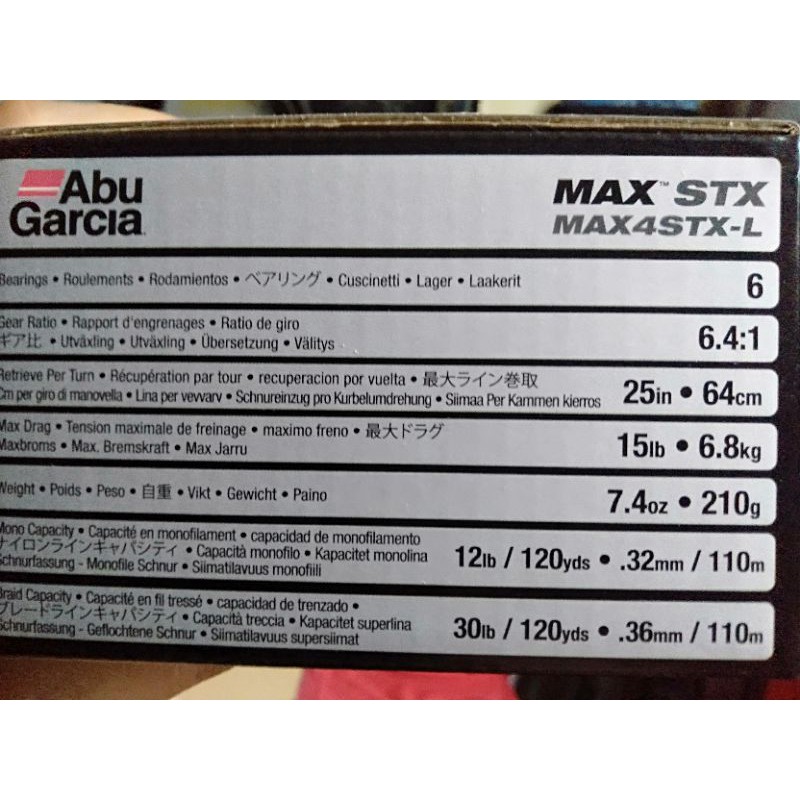 Abu
Garcia
MAX™ STX
MAX4STX-L
Bearings • Roulements • Rodamientos • ベアリング • Cuscinetti • Lager • Laakerit
6
Gear Ratio • Rapport d'engrenages • Ratio de giro
ギア比 • Utväxling • Utväxling • Übersetzung • Välitys
6.4:1
Retrieve Per Turn • Récupération par tour • recuperacion por vuelta • 最大ライン巻取
Cm per giro di manovella • Lina per vevvarv • Schnureinzug pro Kurbelumdrehung • Siimaa Per Kammen kierros
25in • 64cm
Max Drag • Tension maximale de freinage • maximo freno • 最大ドラグ
Maxbroms • Max. Bremskraft • Max Jarru
15lb • 6.8kg
Weight • Poids • Peso • 自重 • Vikt • Gewicht • Paino
7.4oz • 210g
Mono Capacity • Capacité en monofilament • capacidad de monofilamento
ナイロンラインキャパシティ • Capacità monofilo • Kapacitet monolina
Schnurfassung - Monofile Schnur • Siimatilavuus monofiili
12lb / 120yds • .32mm / 110m
Braid Capacity • Capacité en fil tressé • capacidad de trenzado •
ブレードラインキャパシティ • Capacità treccia • Kapacitet superlina
Schnurfassung - Geflochtene Schnur • Siimatilavuus supersiimat
30lb / 120yds • .36mm / 110m